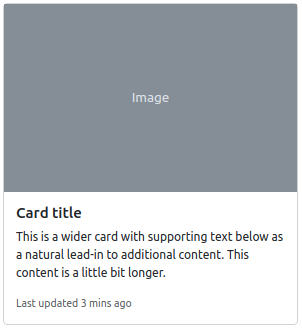 Image
Card title
This is a wider card with supporting text below as
a natural lead-in to additional content. This
content is a little bit longer.
Last updated 3 mins ago